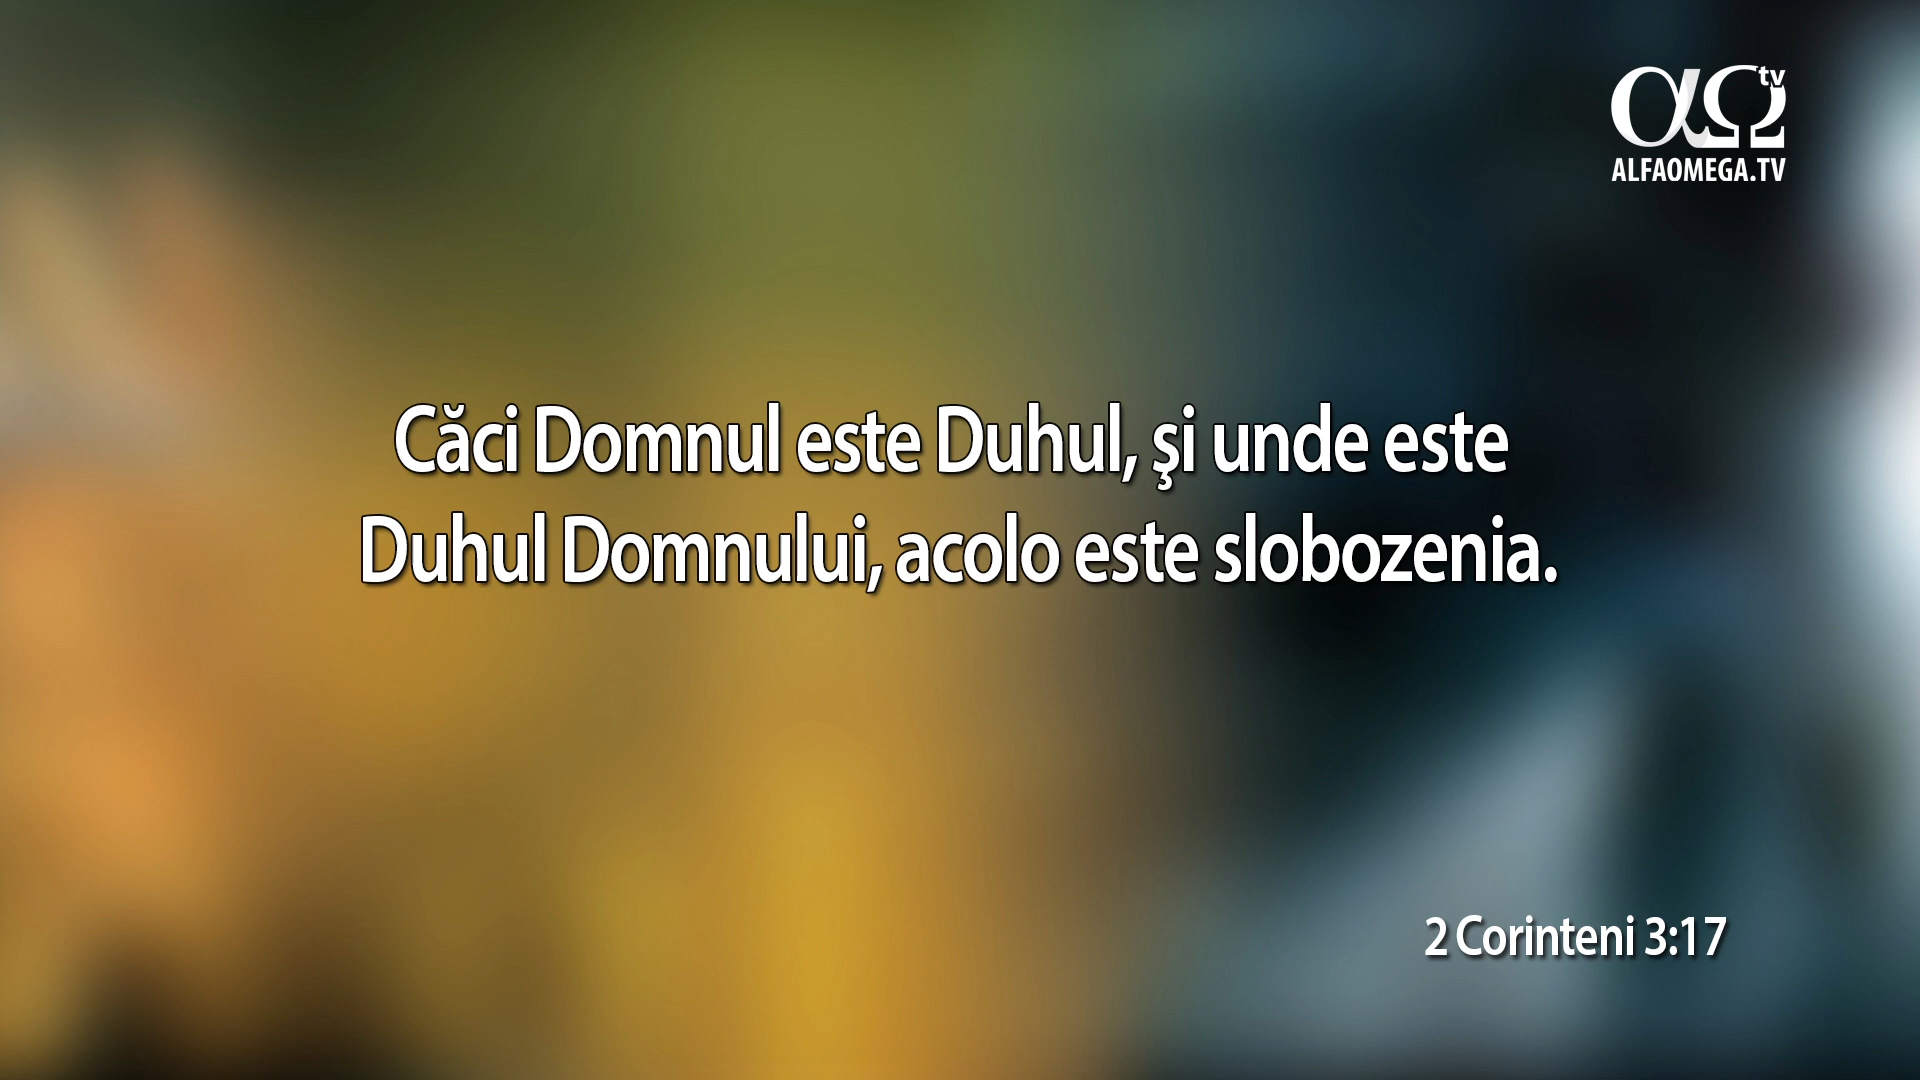 αΩ tv
ALFAOMEGA.TV
Căci Domnul este Duhul, şi unde este
Duhul Domnului, acolo este slobozenia.
2 Corinteni 3:17